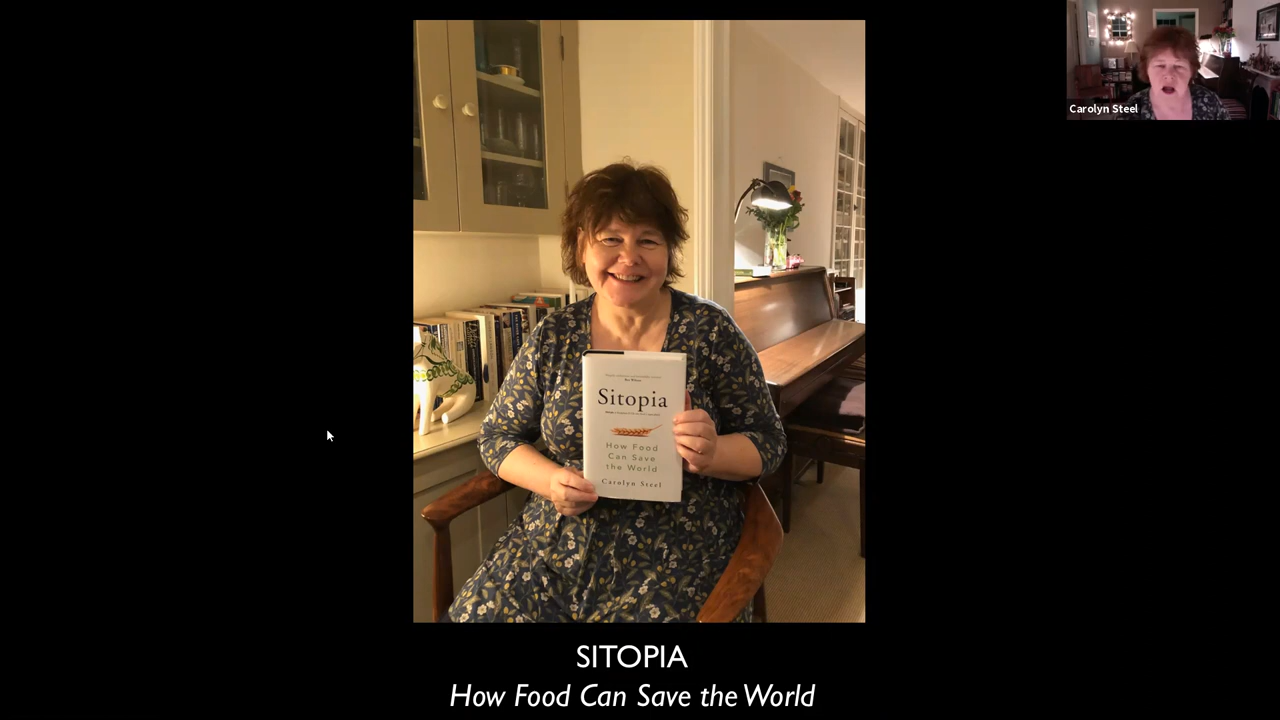 Carolyn Steel
Sitopia
How Food
Can Save
the World
Carolyn Steel
SITOPIA
How Food Can Save the World